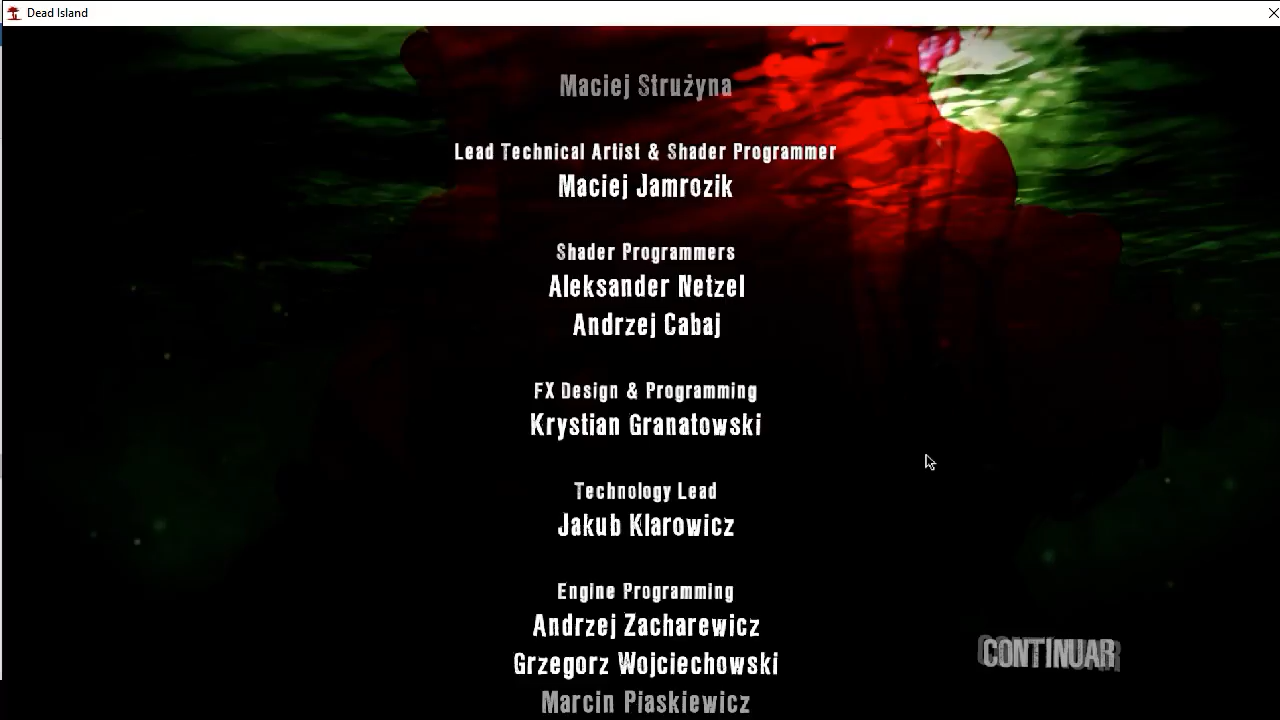 Dead Island
Maciej Strużyna
Lead Technical Artist & Shader Programmer
Maciej Jamrozik
Shader Programmers
Aleksander Netzel
Andrzej Cabaj
FX Design & Programming
Krystian Granatowski
Technology Lead
Jakub Klarowicz
Engine Programming
Andrzej Zacharewicz
Grzegorz Wojciechowski
CONTINUAR
Marcin Piaskiewicz